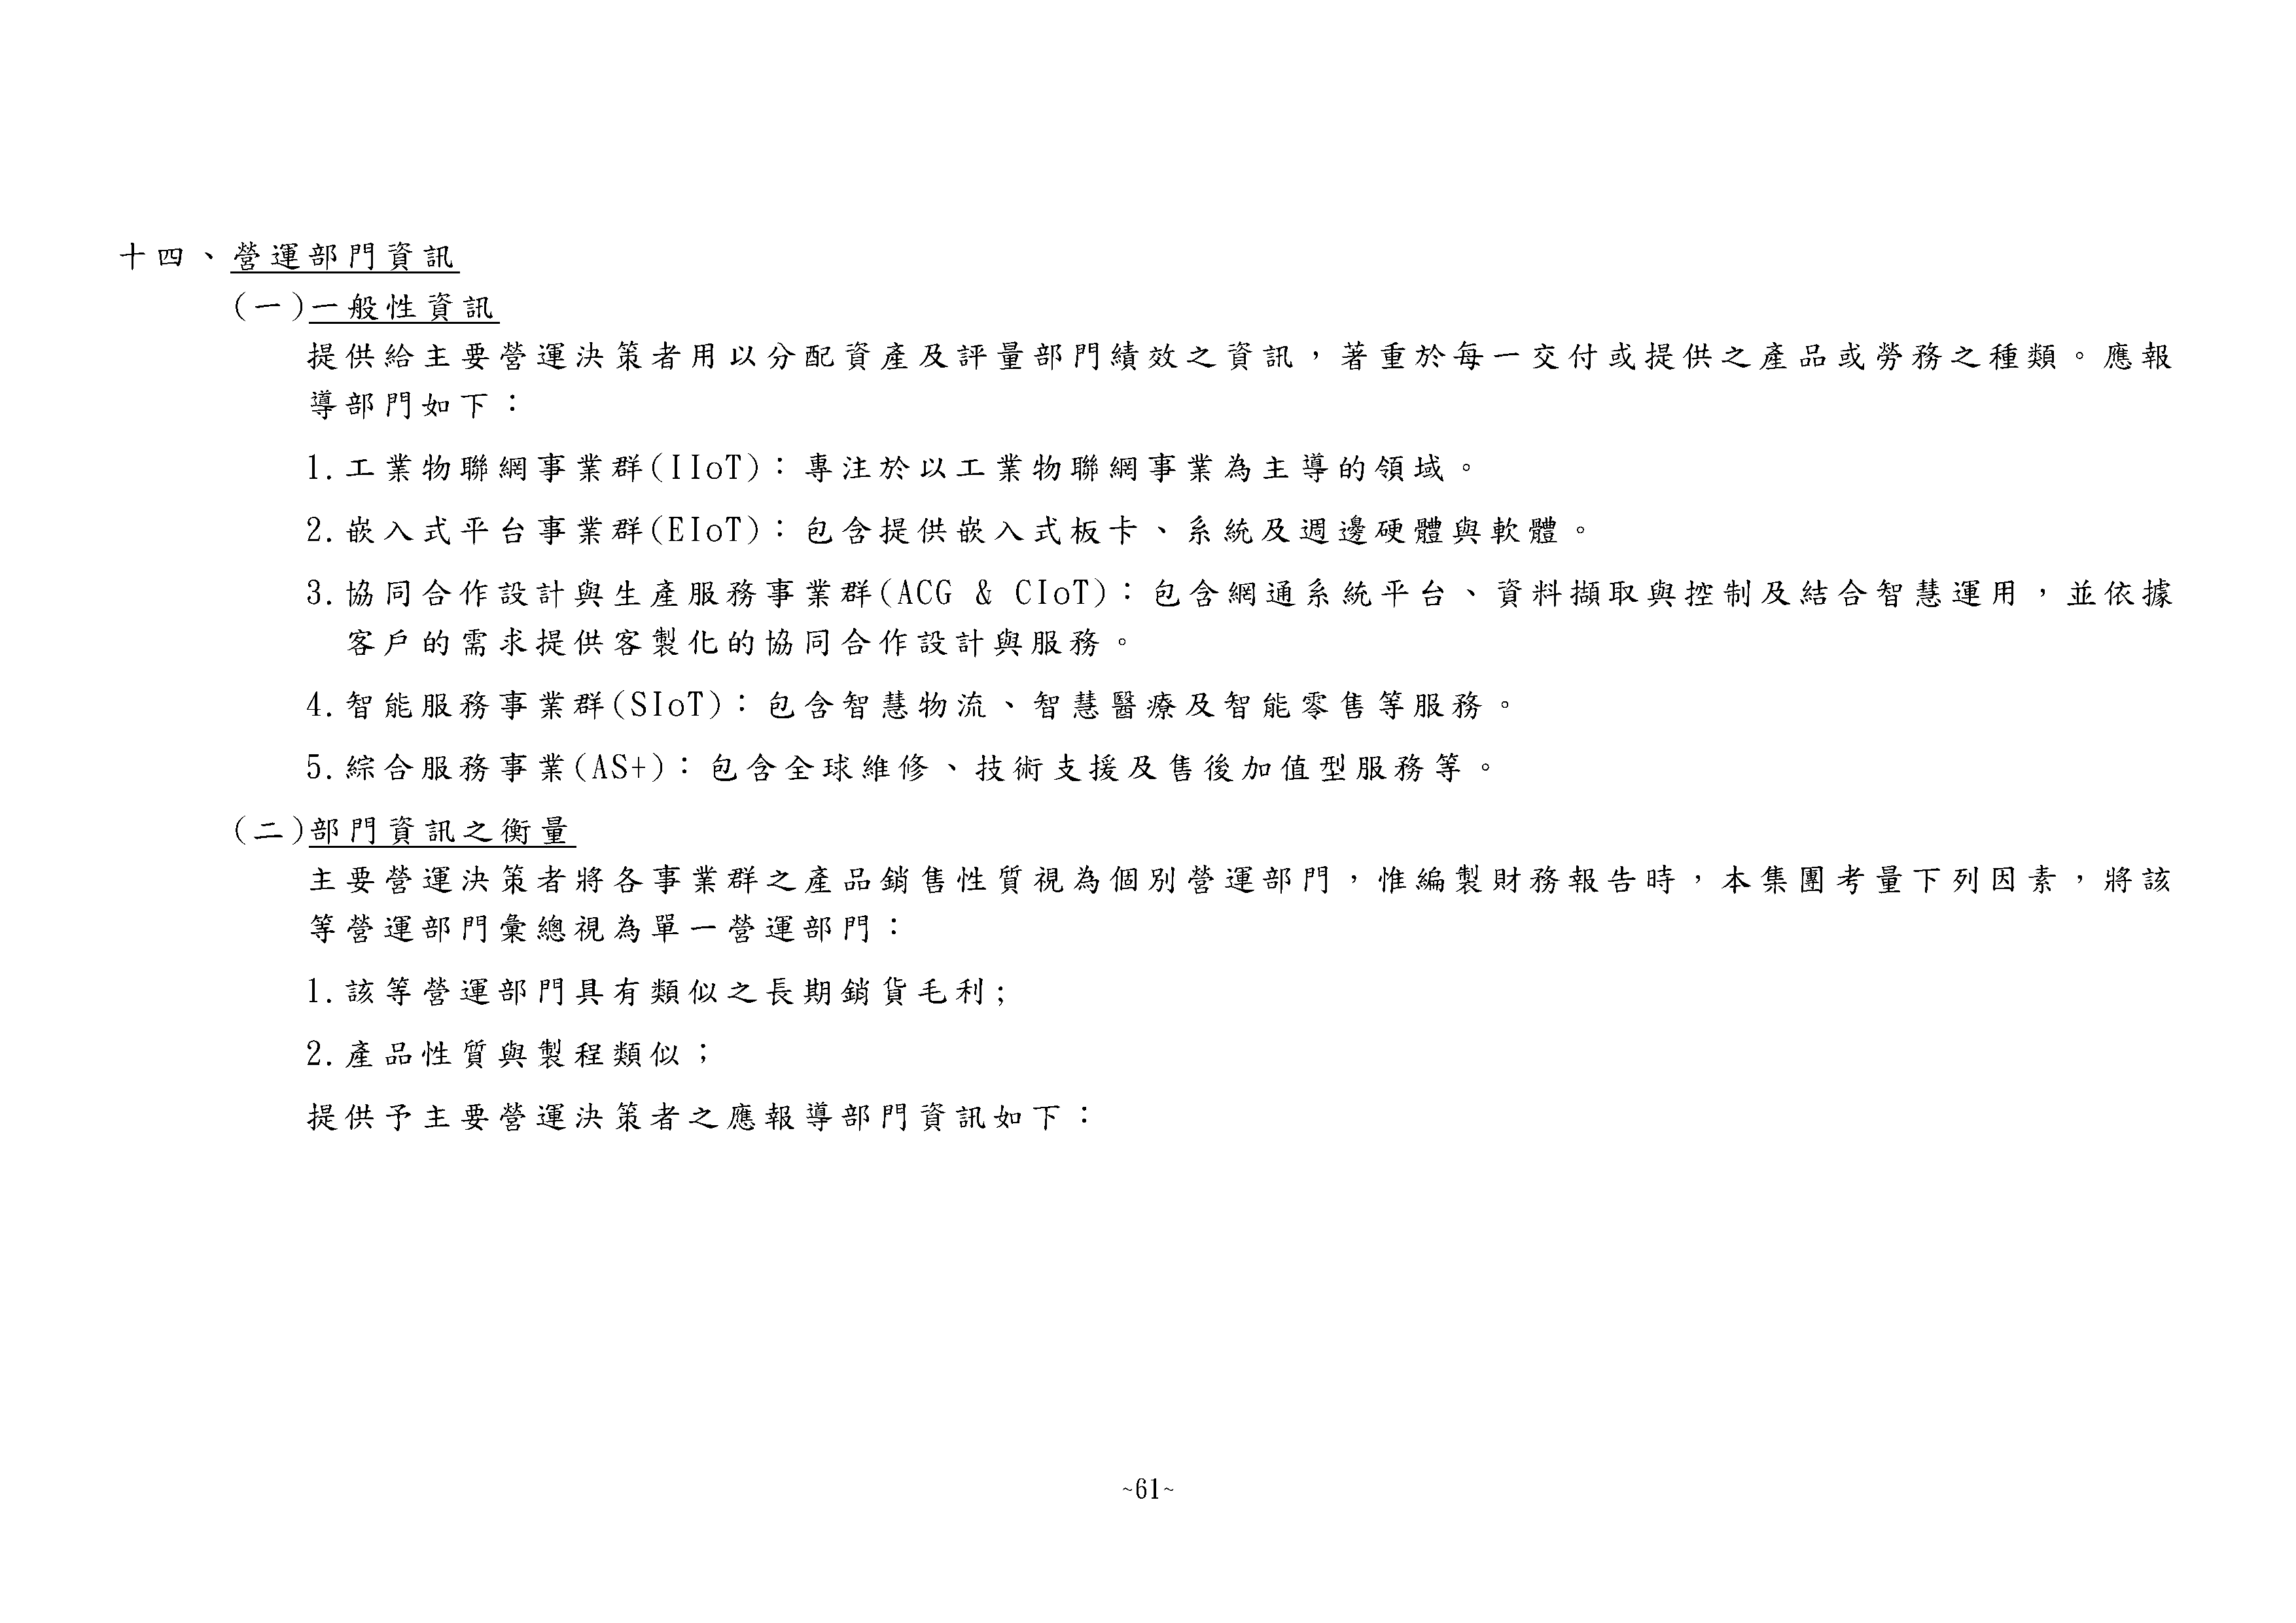 十四、營運部門資訊
(一)一般性資訊
提供給主要營運決策者用以分配資產及評量部門績效之資訊，著重於每一交付或提供之產品或勞務之種類。應報
導部門如下：
1.工業物聯網事業群(IIoT)：專注於以工業物聯網事業為主導的領域。
2.嵌入式平台事業群(EIoT)：包含提供嵌入式板卡、系統及週邊硬體與軟體。
3.協同合作設計與生產服務事業群(ACG & CIoT)：包含網通系統平台、資料擷取與控制及結合智慧運用，並依據
客戶的需求提供客製化的協同合作設計與服務。
4.智能服務事業群(SIoT)：包含智慧物流、智慧醫療及智能零售等服務。
5.綜合服務事業(AS+)：包含全球維修、技術支援及售後加值型服務等。
(二)部門資訊之衡量
主要營運決策者將各事業群之產品銷售性質視為個別營運部門，惟編製財務報告時，本集團考量下列因素，將該
等營運部門彙總視為單一營運部門：
1.該等營運部門具有類似之長期銷貨毛利;
2.產品性質與製程類似；
提供予主要營運決策者之應報導部門資訊如下：
~61~